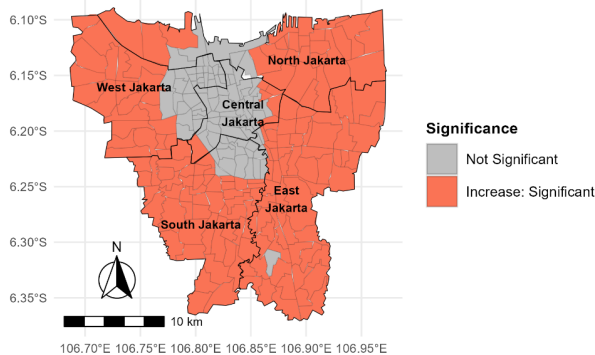 6.10°S
6.15°S
6.20°S
6.25°S
6.30°S
6.35°S
North Jakarta
West Jakarta
Central
Jakarta
East
Jakarta
South Jakarta
N
10 km
106.70°E 106.75°E 106.80°E 106.85°E 106.90°E 106.95°E
Significance
Not Significant
Increase: Significant